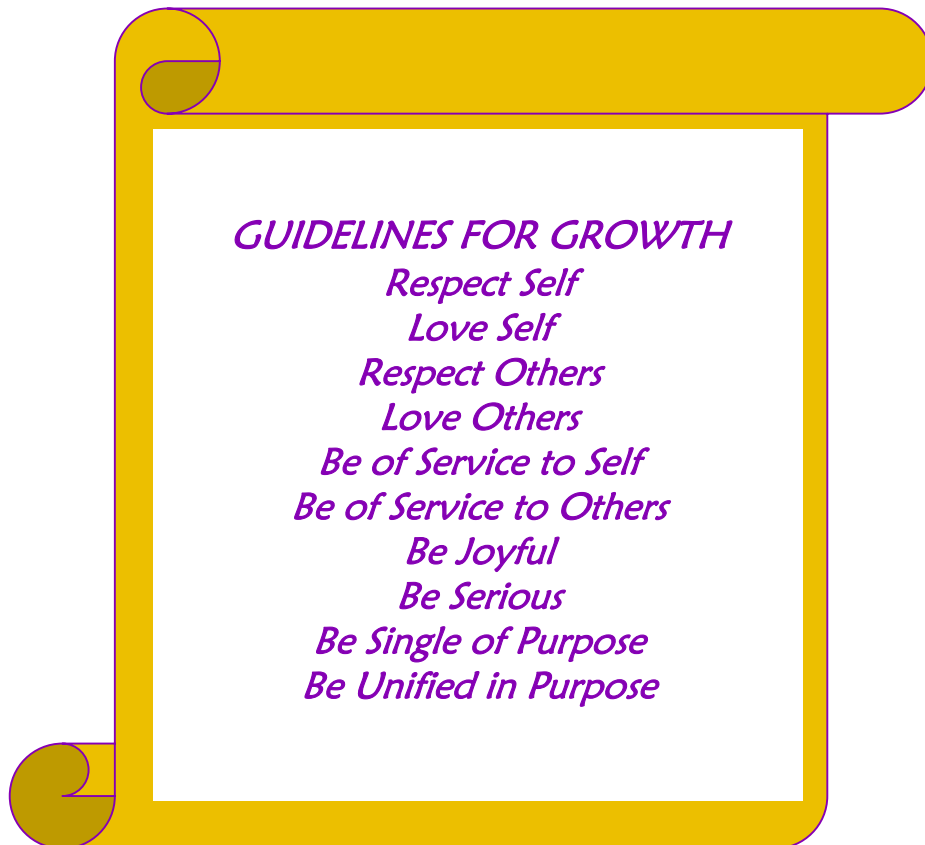 GUIDELINES FOR GROWTH
Respect Self
Love Self
Respect Others
Love Others
Be of Service to Self
Be of Service to Others
Be Joyful
Be Serious
Be Single of Purpose
Be Unified in Purpose